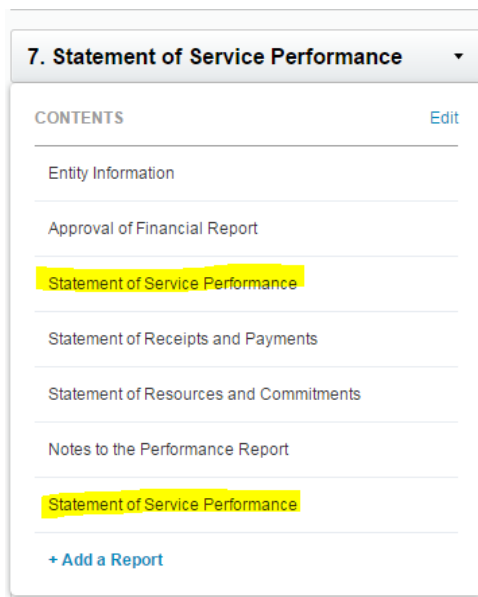 7. Statement of Service Performance
CONTENTS Edit
Entity Information
Approval of Financial Report
Statement of Service Performance
Statement of Receipts and Payments
Statement of Resources and Commitments
Notes to the Performance Report
Statement of Service Performance
+ Add a Report